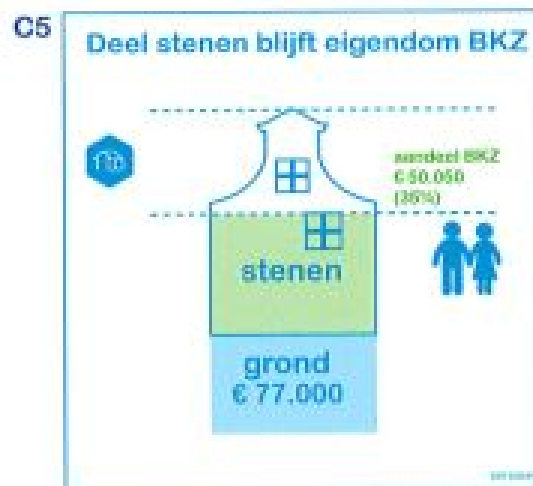 C5
Deel stenen blijft eigendom BKZ
aandeel BKZ
€ 50.050
(35%)
stenen
grond
€ 77.000